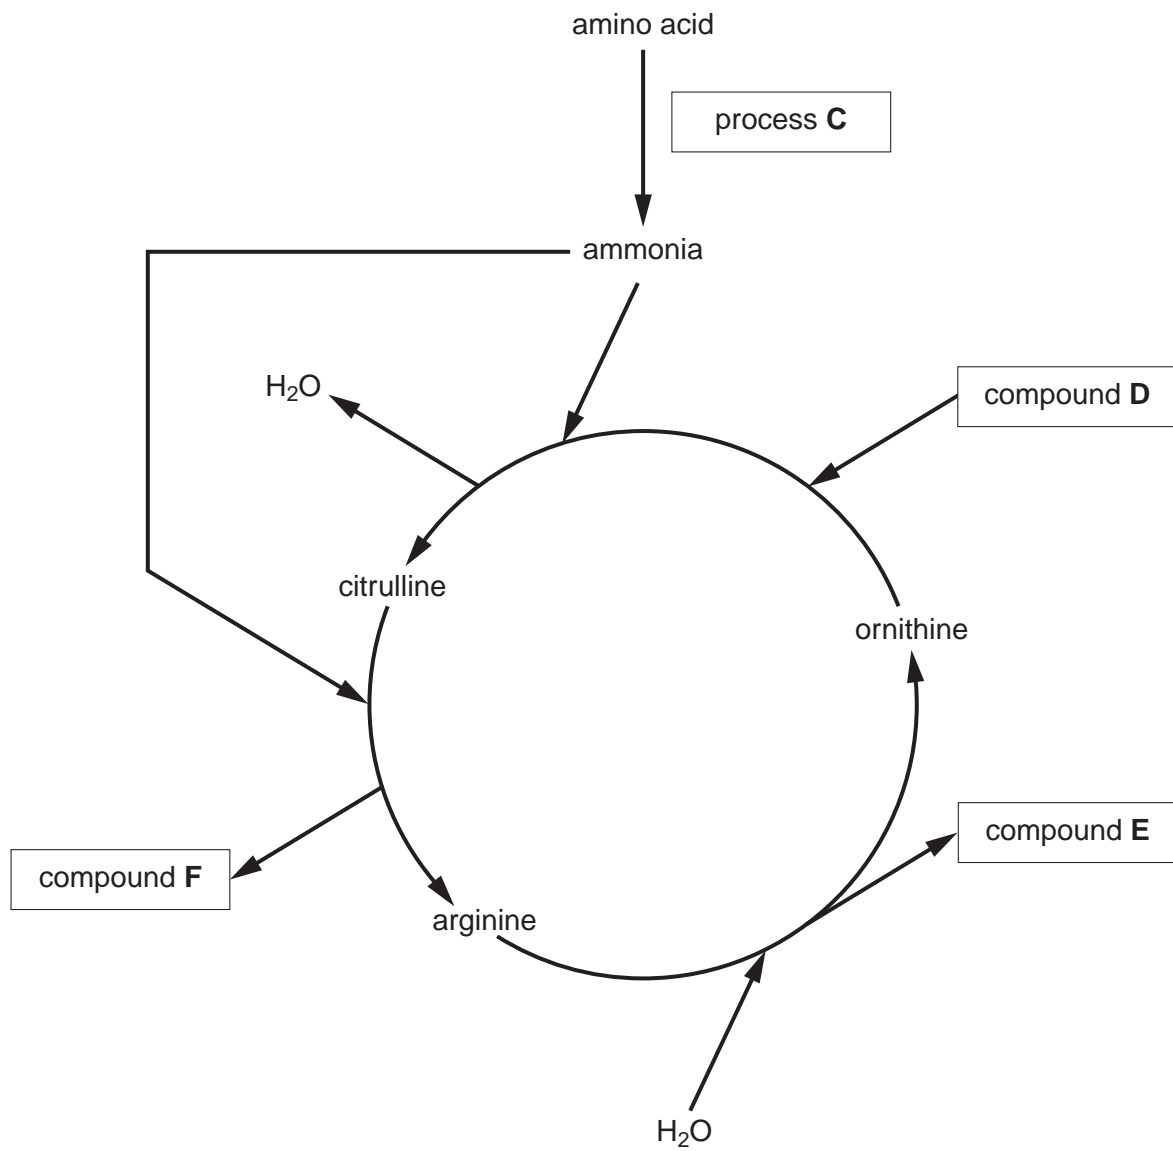 amino acid
process C
ammonia
H₂O
compound D
citrulline
ornithine
compound E
compound F
arginine
H₂O